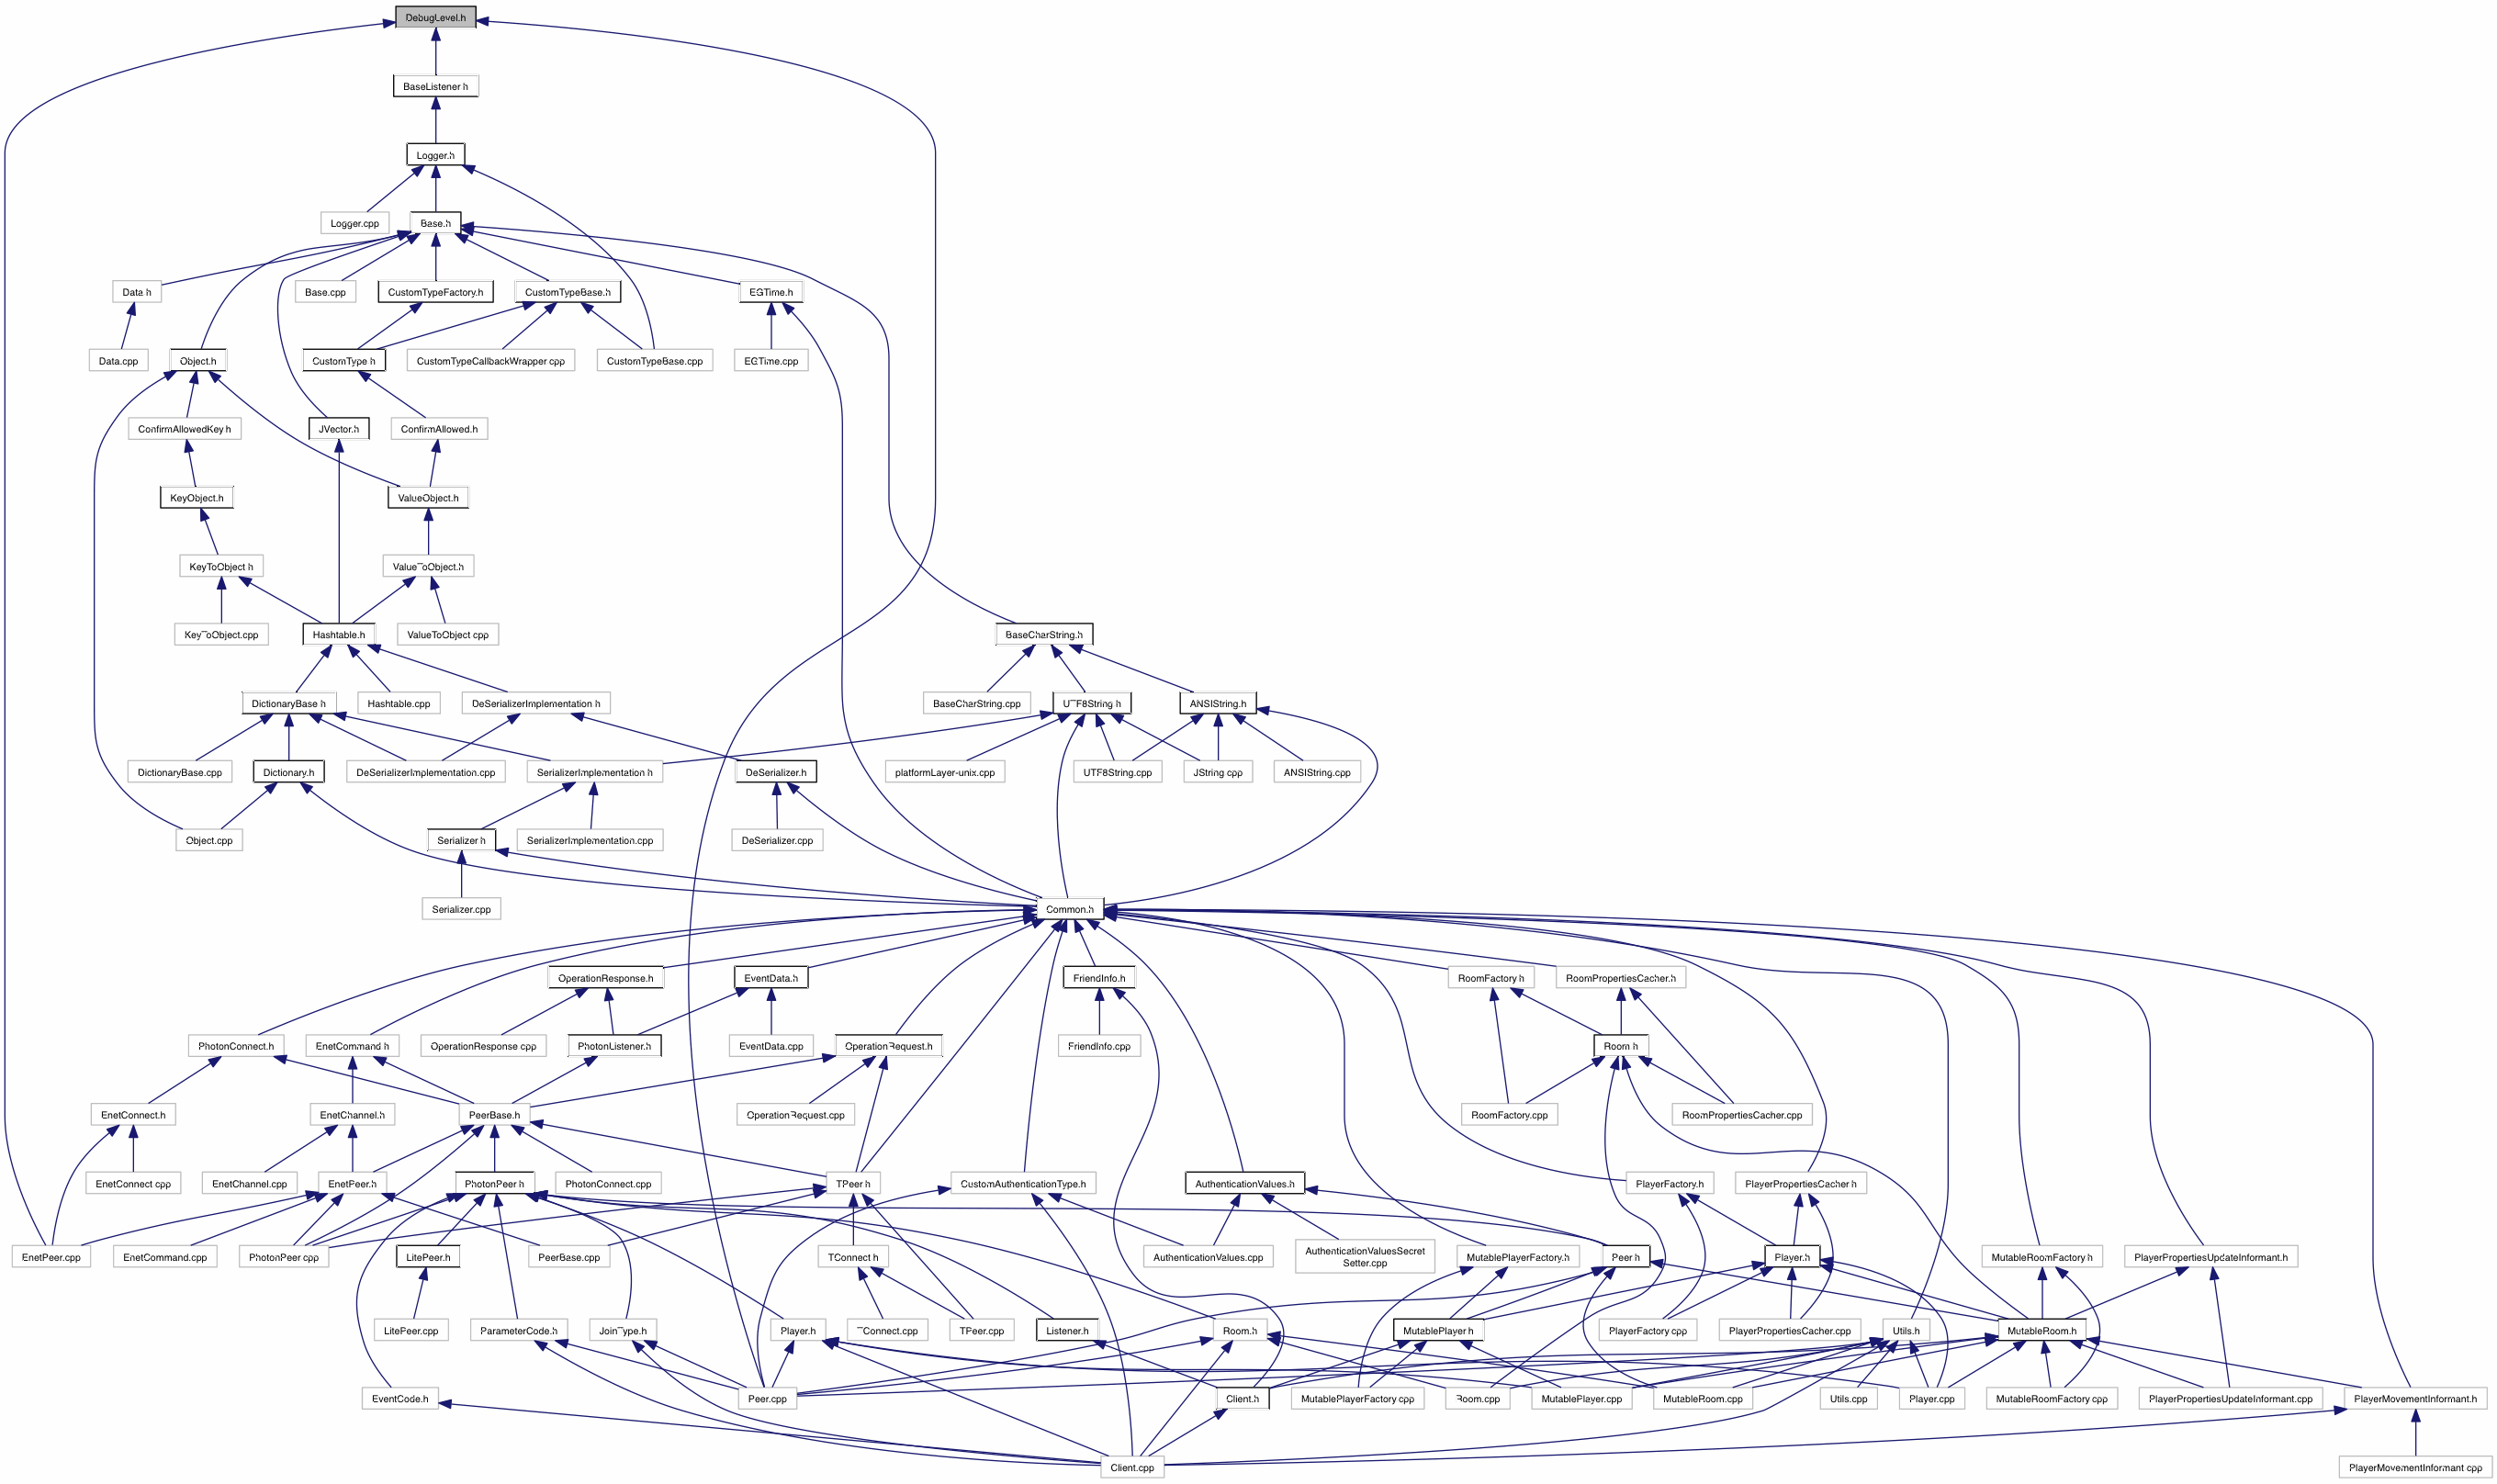 DebugLevel.h
BaseListener.h
Logger.h
Logger.cpp
Base.h
Data.h
Base.cpp
CustomTypeFactory.h
CustomTypeBase.h
EGTime.h
Data.cpp
Object.h
CustomType.h
CustomTypeCallbackWrapper.cpp
CustomTypeBase.cpp
EGTime.cpp
ConfirmAllowedKey.h
JVector.h
ConfirmAllowed.h
KeyObject.h
ValueObject.h
KeyToObject.h
ValueToObject.h
KeyToObject.cpp
Hashtable.h
ValueToObject.cpp
BaseCharString.h
DictionaryBase.h
Hashtable.cpp
DeSerializerImplementation.h
BaseCharString.cpp
UTF8String.h
ANSIString.h
DictionaryBase.cpp
Dictionary.h
DeSerializerImplementation.cpp
SerializerImplementation.h
DeSerializer.h
platformLayer-unix.cpp
UTF8String.cpp
JString.cpp
ANSIString.cpp
Object.cpp
Serializer.h
SerializerImplementation.cpp
DeSerializer.cpp
Serializer.cpp
Common.h
OperationResponse.h
EventData.h
FriendInfo.h
RoomFactory.h
RoomPropertiesCacher.h
PhotonConnect.h
EnetCommand.h
OperationResponse.cpp
PhotonListener.h
EventData.cpp
OperationRequest.h
FriendInfo.cpp
Room.h
EnetConnect.h
EnetChannel.h
PeerBase.h
OperationRequest.cpp
RoomFactory.cpp
RoomPropertiesCacher.cpp
EnetConnect.cpp
EnetChannel.cpp
EnetPeer.h
PhotonPeer.h
PhotonConnect.cpp
TPeer.h
CustomAuthenticationType.h
AuthenticationValues.h
PlayerFactory.h
PlayerPropertiesCacher.h
EnetPeer.cpp
EnetCommand.cpp
PhotonPeer.cpp
LitePeer.h
PeerBase.cpp
TConnect.h
AuthenticationValues.cpp
AuthenticationValuesSecret
Setter.cpp
MutablePlayerFactory.h
Peer.h
Player.h
MutableRoomFactory.h
PlayerPropertiesUpdateInformant.h
LitePeer.cpp
ParameterCode.h
JoinType.h
Player.h
TConnect.cpp
TPeer.cpp
Listener.h
Room.h
MutablePlayer.h
PlayerFactory.cpp
PlayerPropertiesCacher.cpp
Utils.h
MutableRoom.h
EventCode.h
Peer.cpp
Client.h
MutablePlayerFactory.cpp
Room.cpp
MutablePlayer.cpp
MutableRoom.cpp
Utils.cpp
Player.cpp
MutableRoomFactory.cpp
PlayerPropertiesUpdateInformant.cpp
PlayerMovementInformant.h
Client.cpp
PlayerMovementInformant.cpp